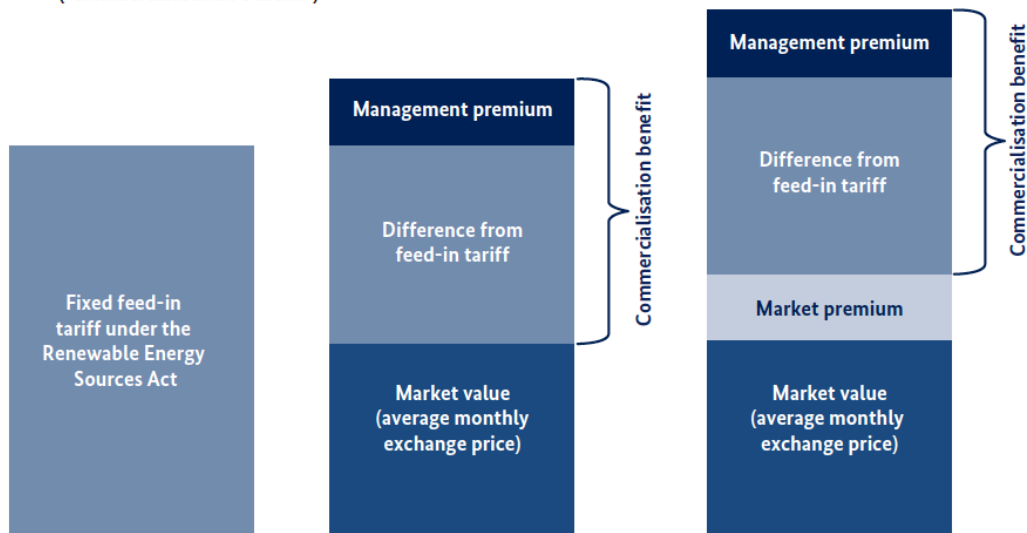 Fixed feed-in
tariff under the
Renewable Energy
Sources Act
Management premium
Difference from
feed-in tariff
Market value
(average monthly
exchange price)
Commercialisation benefit
Management premium
Difference from
feed-in tariff
Market premium
Market value
(average monthly
exchange price)
Commercialisation benefit